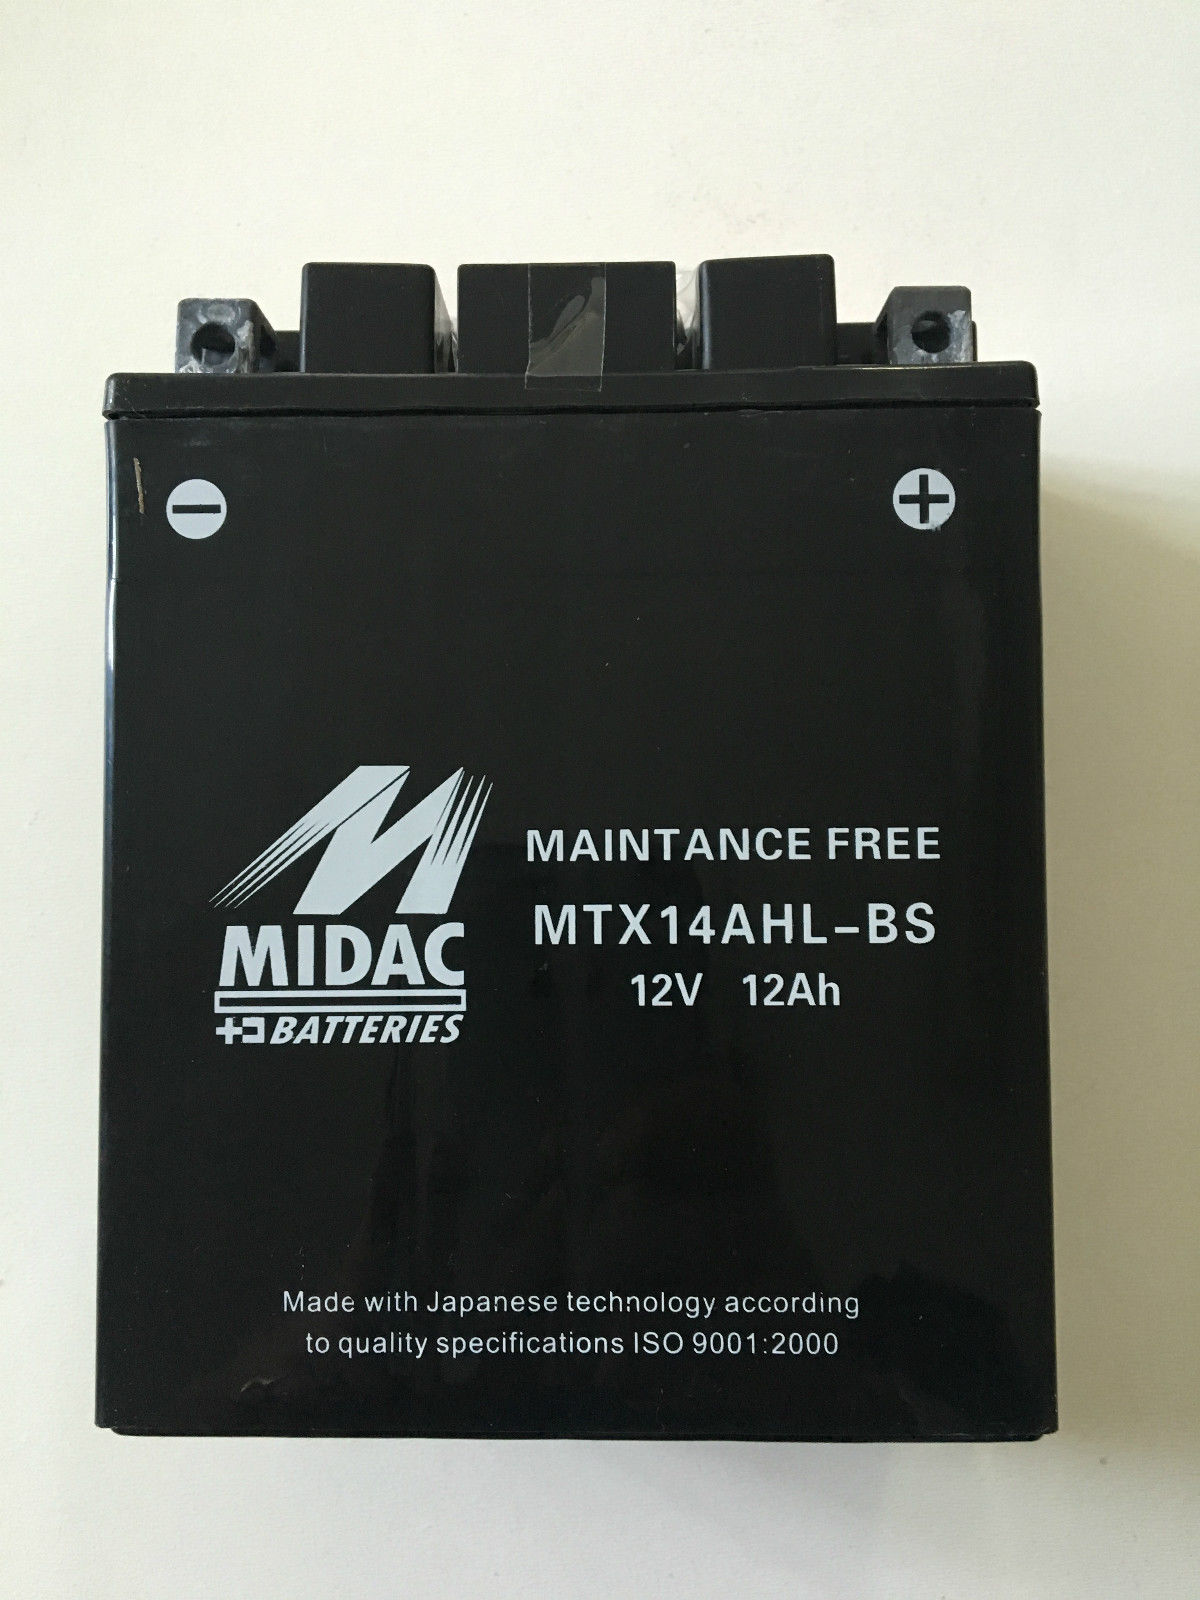 MAINTANCE FREE
MTX14AHL-BS
12V 12Ah
MIDAC
BATTERIES
Made with Japanese technology according
to quality specifications ISO 9001:2000